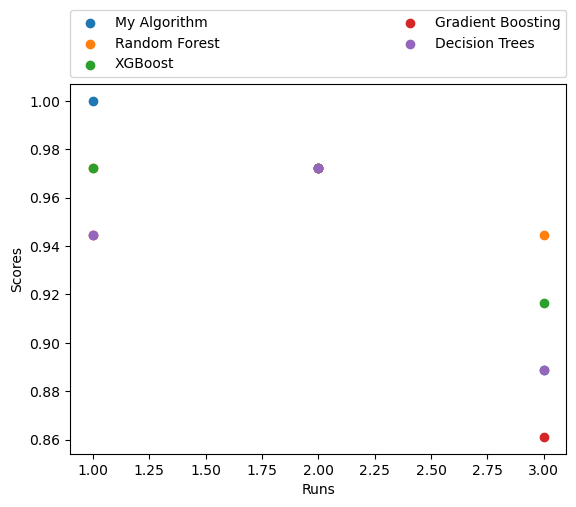 My Algorithm
Random Forest
XGBoost
Gradient Boosting
Decision Trees
1.00
0.98
0.96
0.94
0.92
0.90
0.88
0.86
Scores
1.00 1.25 1.50 1.75 2.00 2.25 2.50 2.75 3.00
Runs